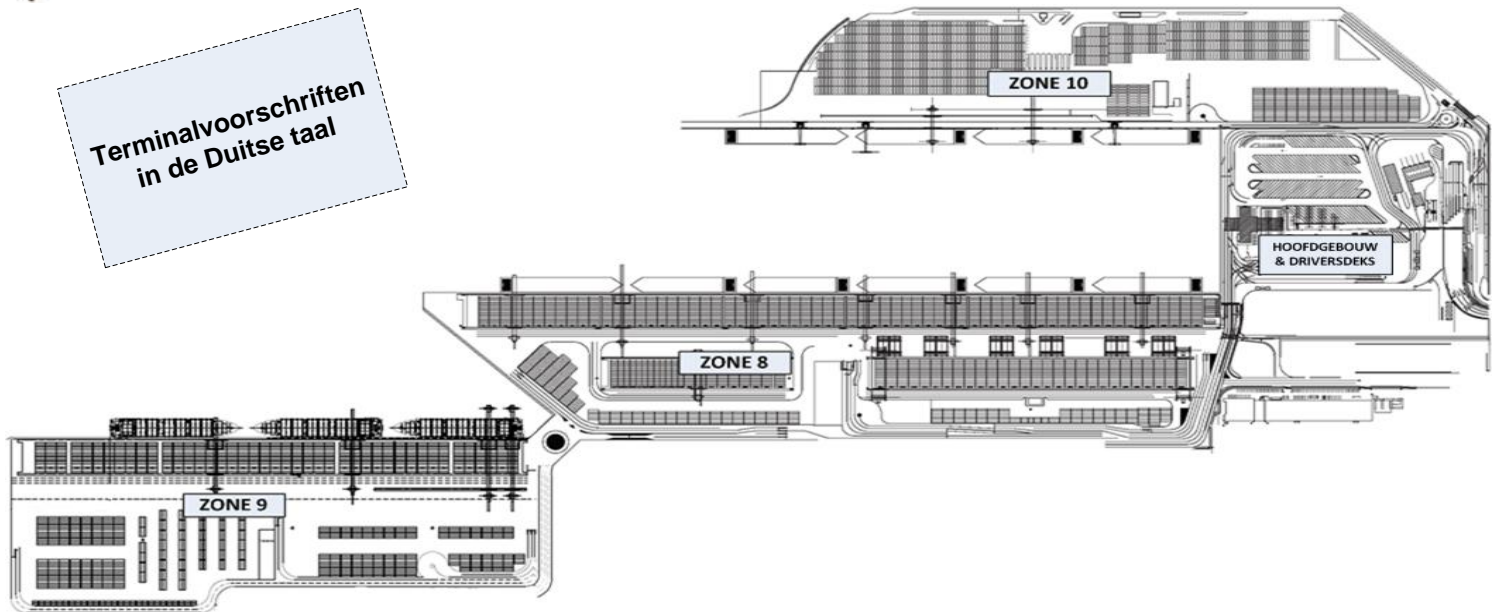 Terminalvoorschriften
in de Duitse taal
ZONE 10
HOOFDGEBOUW
& DRIVERSDEKS
ZONE 8
ZONE 9